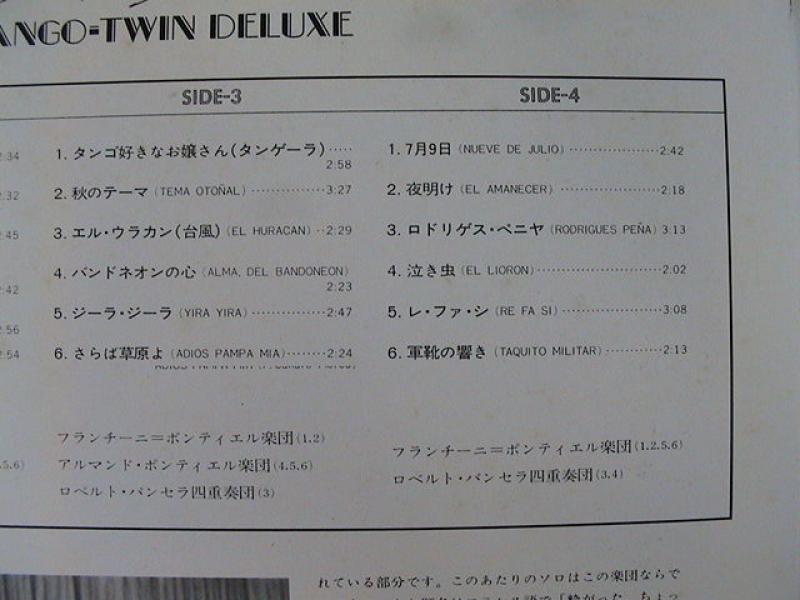 ANGO=TWIN DELUXE
SIDE-3
1. タンゴ好きなお嬢さん(タンゲーラ)·····
2:58
2. 秋のテーマ (TEMA OTOÑAL) ··············3:27
3. エル・ウラカン(台風) (EL HURACAN) ··2:29
4. バンドネオンの心 (ALMA, DEL BANDONEON)
2:23
5. ジーラ・ジーラ (YIRA YIRA) ··············2:47
6. さらば草原よ (ADIOS PAMPA MIA)········2:24
フランチーニ=ポンティエル楽団(1.2)
アルマンド・ポンティエル楽団(4.5.6)
ロベルト・パンセラ四重奏団(3)
SIDE-4
1. 7月9日 (NUEVE DE JULIO) ·················2:42
2. 夜明け (EL AMANECER) ···················2:18
3. ロドリゲス・ペニヤ (RODRIGUES PEÑA) 3:13
4. 泣き虫 (EL LIORON)························2:02
5. レ・ファ・シ (RE FA SI) ···················3:08
6. 軍靴の響き (TAQUITO MILITAR) ···········2:13
フランチーニ=ポンティエル楽団(1.2.5.6)
ロベルト・パンセラ四重奏団(3,4)
2:34
2:32
2:45
2:42
2:56
2:54
.5.6)
れている部分です。このあたりのソロはこの楽団ならで